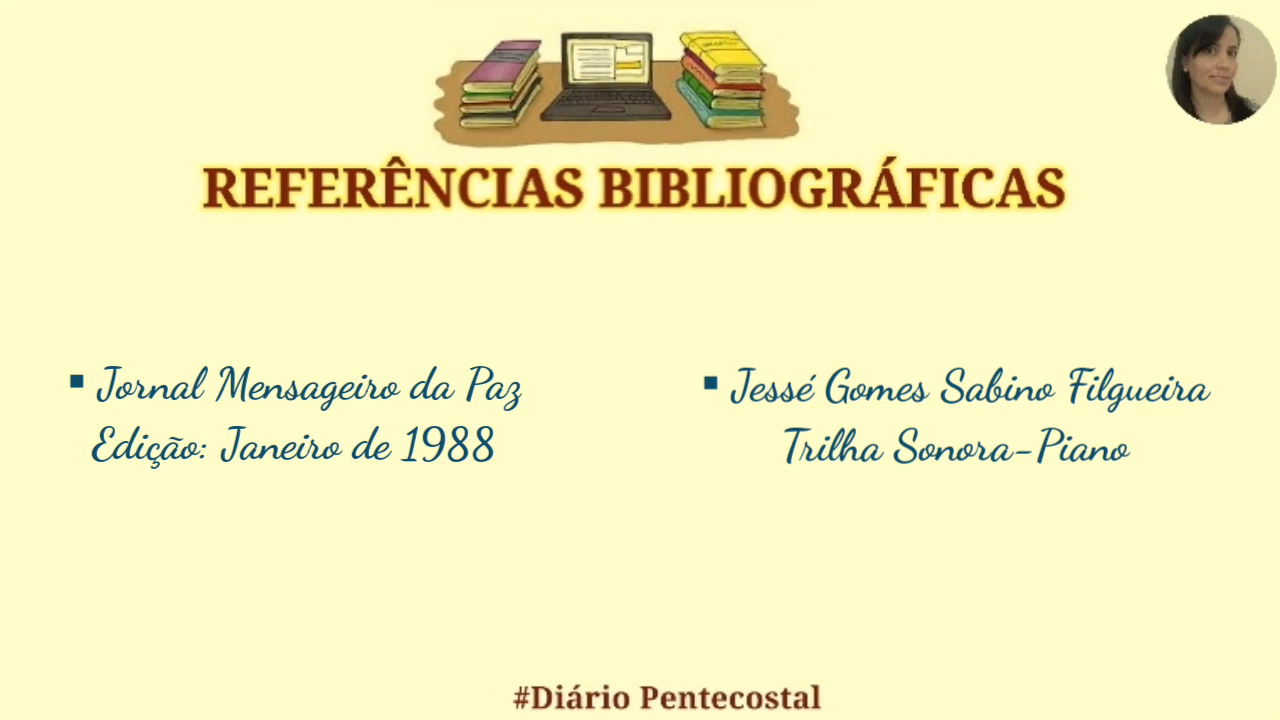 REFERÊNCIAS BIBLIOGRÁFICAS
▪ Jornal Mensageiro da Paz
Edição: Janeiro de 1988
▪ Jessé Gomes Sabino Filgueira
Trilha Sonora-Piano
#Diário Pentecostal